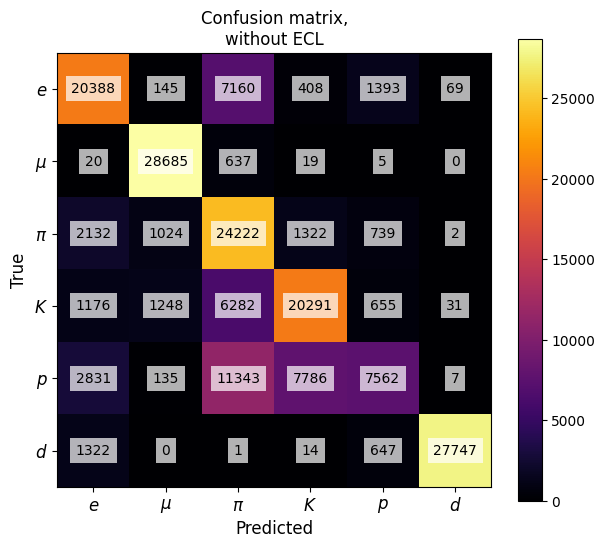 Confusion matrix,
without ECL
True
e 20388 145 7160 408 1393 69
μ 20 28685 637 19 5 0
π 2132 1024 24222 1322 739 2
K 1176 1248 6282 20291 655 31
p 2831 135 11343 7786 7562 7
d 1322 0 1 14 647 27747
e μ π K p d
Predicted
25000
20000
15000
10000
5000
0